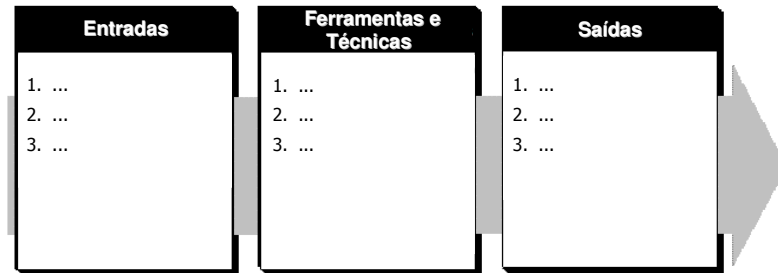 Entradas
1. ...
2. ...
3. ...
Ferramentas e
Técnicas
1. ...
2. ...
3. ...
Saídas
1. ...
2. ...
3. ...